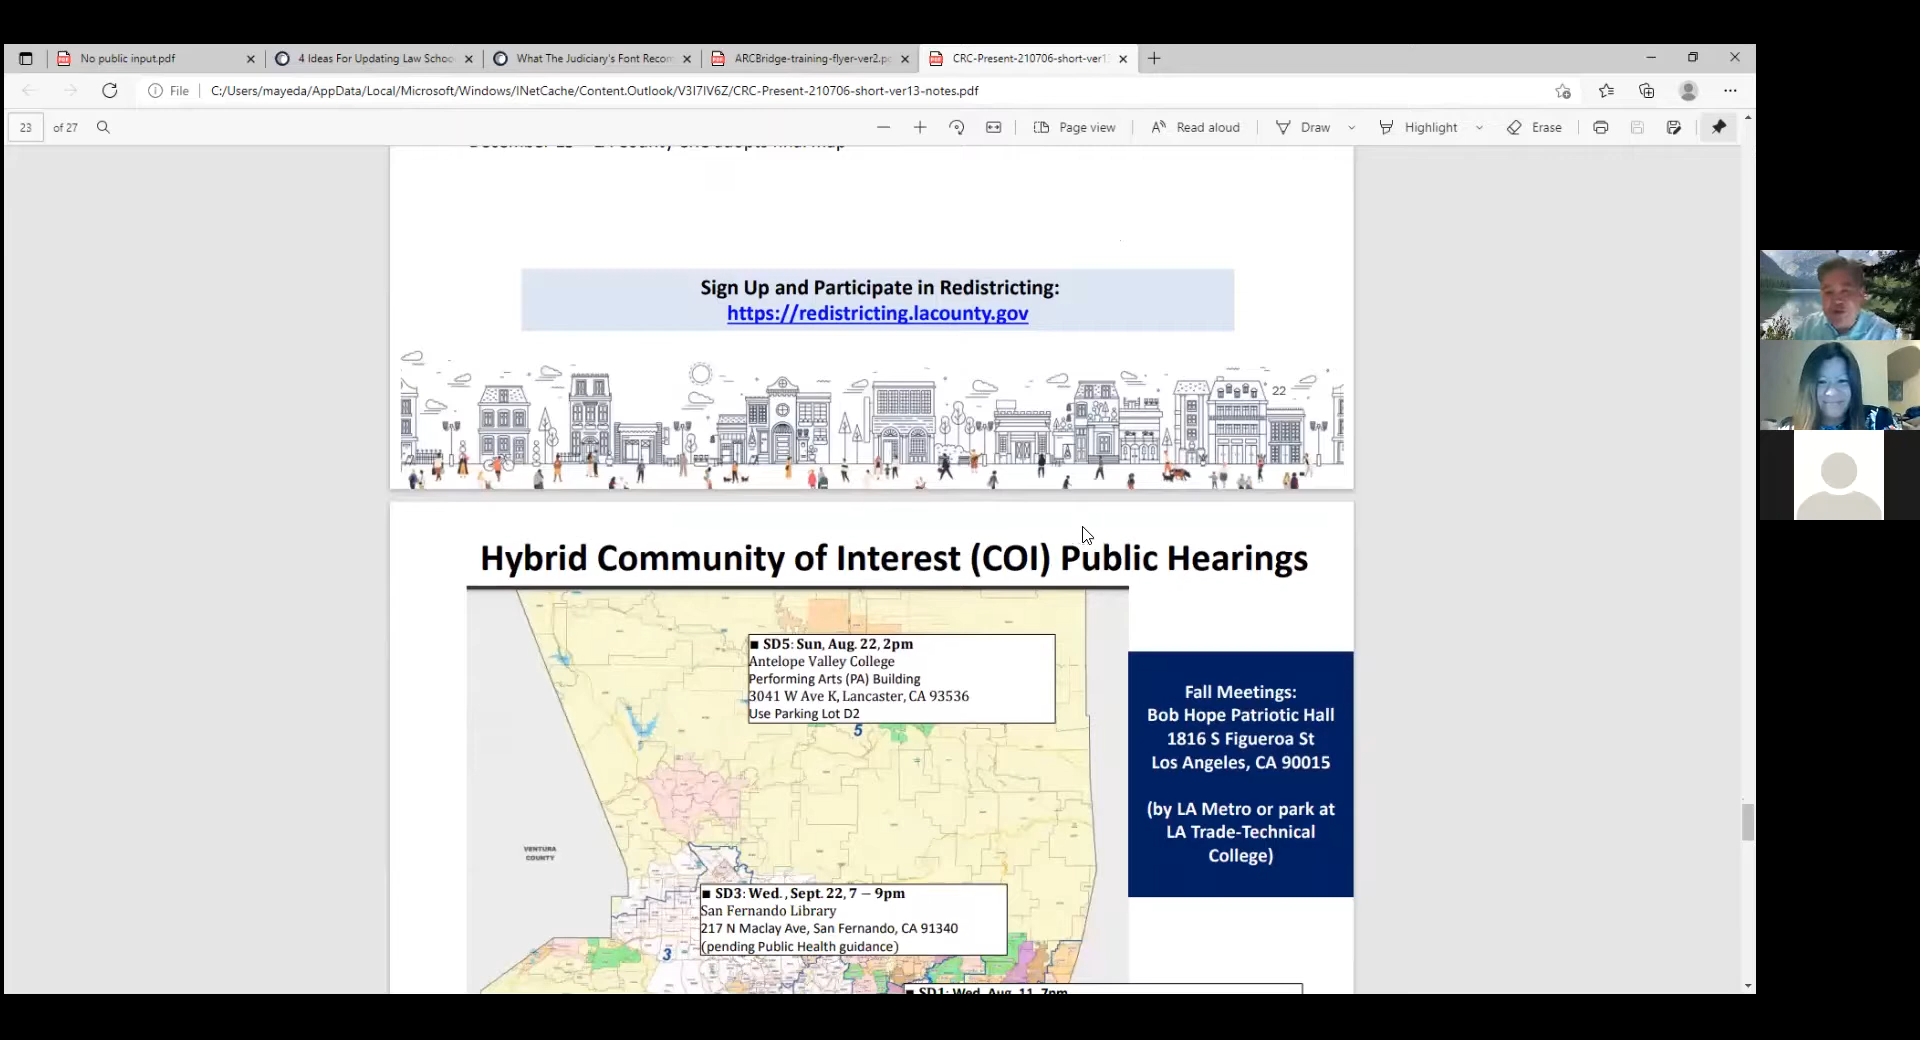 No public input.pdf
4 Ideas For Updating Law Schoo
What The Judiciary's Font Recom
ARCBridge-training-flyer-ver2.pd
CRC-Present-210706-short-ver1
File
C:/Users/mayeda/AppData/Local/Microsoft/Windows/INetCache/Content.Outlook/V3I7IV6Z/CRC-Present-210706-short-ver13-notes.pdf
23 of 27
Page view
Read aloud
Draw
Highlight
Erase
Sign Up and Participate in Redistricting:
https://redistricting.lacounty.gov
22
Hybrid Community of Interest (COI) Public Hearings
■ SD5: Sun, Aug. 22, 2pm
Antelope Valley College
Performing Arts (PA) Building
3041 W Ave K, Lancaster, CA 93536
Use Parking Lot D2
5
Fall Meetings:
Bob Hope Patriotic Hall
1816 S Figueroa St
Los Angeles, CA 90015
(by LA Metro or park at
LA Trade-Technical
College)
VENTURA
COUNTY
■ SD3: Wed., Sept. 22, 7 – 9pm
San Fernando Library
217 N Maclay Ave, San Fernando, CA 91340
(pending Public Health guidance)
3
■ SD1: Wed, Aug. 11, 7pm